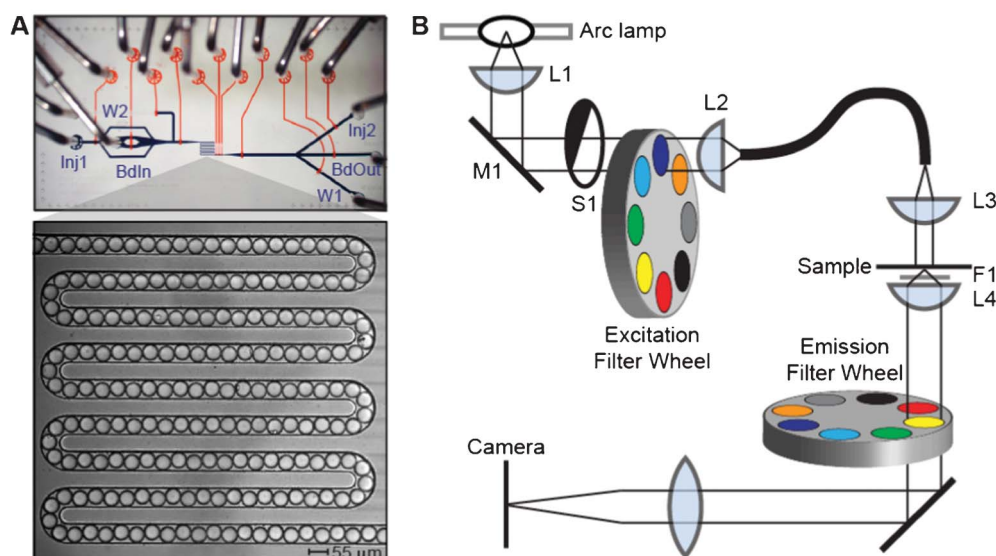 A
W2
Inj1
BdIn
Inj2
BdOut
W1
55 µm
B
Arc lamp
L1
L2
M1
S1
L3
Sample
F1
L4
Excitation
Filter Wheel
Emission
Filter Wheel
Camera